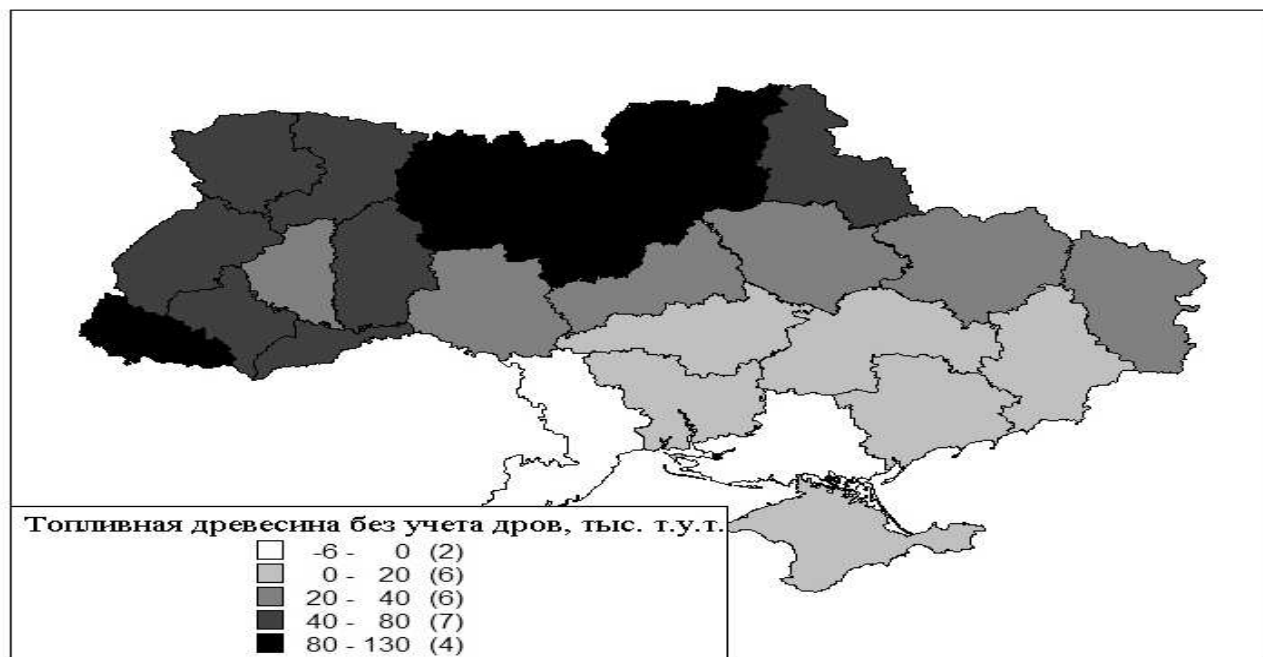 Топливная древесина без учета дров, тыс. т.у.т.
-6 - 0 (2)
0 - 20 (6)
20 - 40 (6)
40 - 80 (7)
80 - 130 (4)